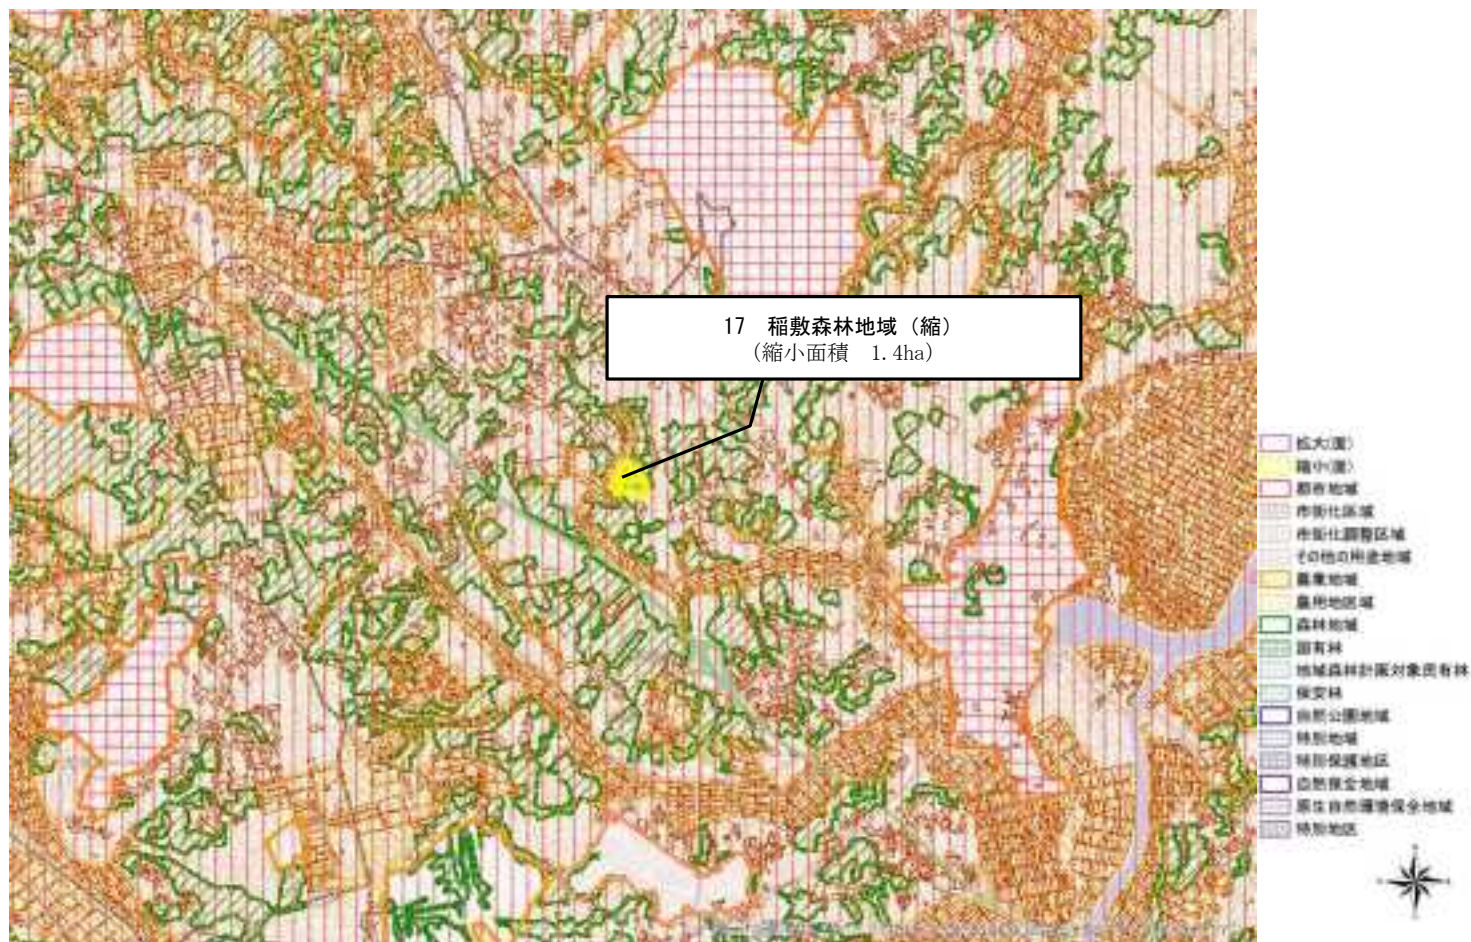 17　稲敷森林地域（縮）
（縮小面積　1.4ha）
拡大(面)
縮小(面)
都市地域
市街化区域
市街化調整区域
その他の用途地域
農業地域
農用地区域
森林地域
国有林
地域森林計画対象民有林
保安林
自然公園地域
特別地域
特別保護地区
自然保全地域
原生自然環境保全地域
特別地区